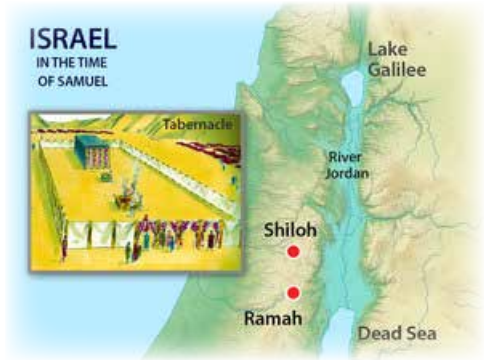 ISRAEL
IN THE TIME
OF SAMUEL
Lake
Galilee
Tabernacle
River
Jordan
Shiloh
Ramah
Dead Sea